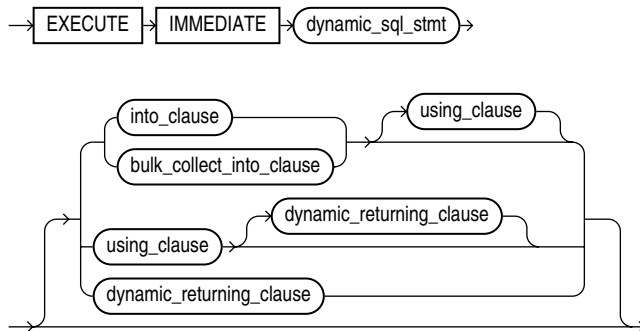 EXECUTE IMMEDIATE dynamic_sql_stmt
into_clause
using_clause
bulk_collect_into_clause
dynamic_returning_clause
using_clause
dynamic_returning_clause